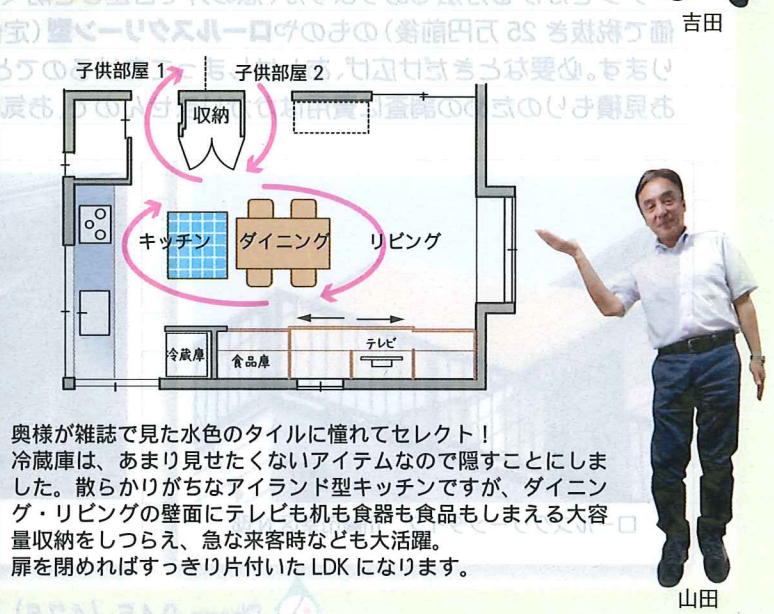 吉田
子供部屋 1 子供部屋 2
収納
キッチン ダイニング リビング
テレビ
冷蔵庫 食品庫
奥様が雑誌で見た水色のタイルに憧れてセレクト！
冷蔵庫は、あまり見せたくないアイテムなので隠すことにしま
した。散らかりがちなアイランド型キッチンですが、ダイニン
グ・リビングの壁面にテレビも机も食器も食品もしまえる大容
量収納をしつらえ、急な来客時なども大活躍。
扉を閉めればすっきり片付いた LDK になります。
山田